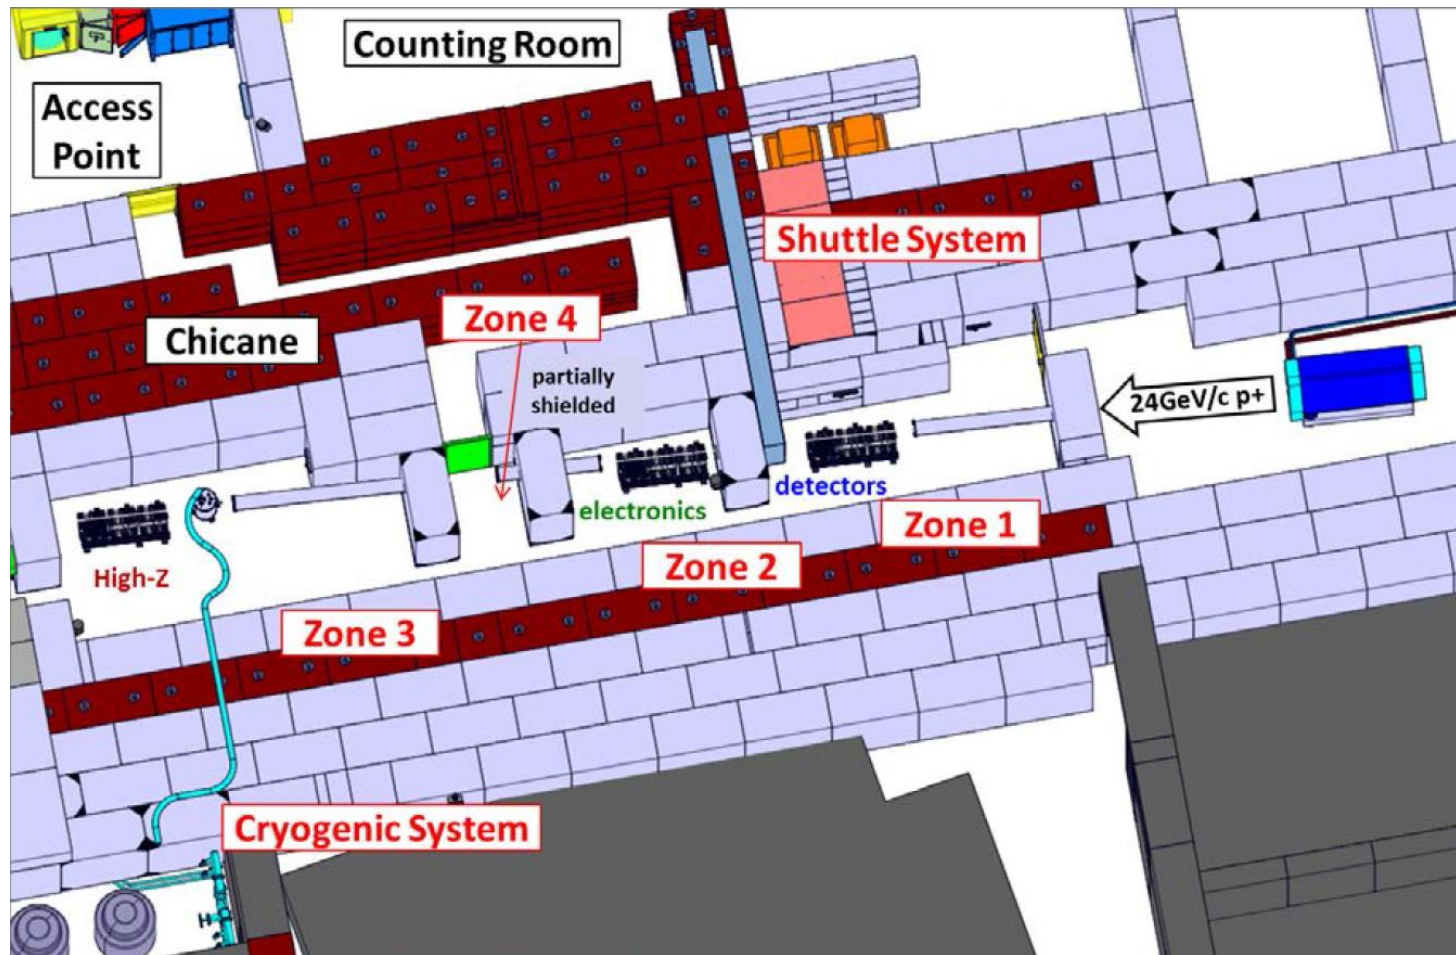 Counting Room
Access
Point
Shuttle System
Zone 4
Chicane
partially
shielded
24GeV/c p+
detectors
electronics
Zone 1
Zone 2
High-Z
Zone 3
Cryogenic System